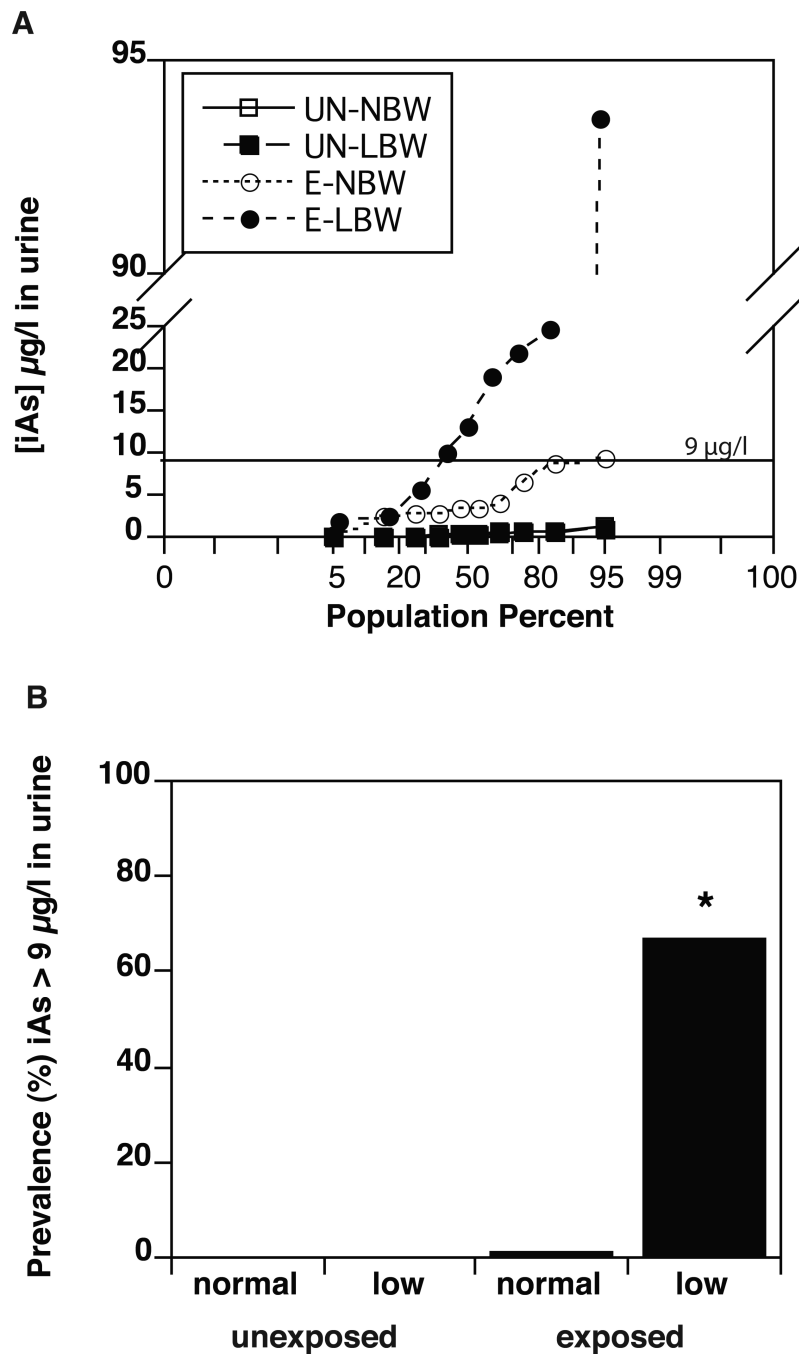 A
[iAs] µg/l in urine
95
90
25
20
15
10
5
0
UN-NBW
UN-LBW
E-NBW
E-LBW
9 µg/l
0 5 20 50 80 95 99 100
Population Percent
B
Prevalence (%) iAs > 9 µg/l in urine
100
80
60
40
20
0
*
normal low normal low
unexposed exposed